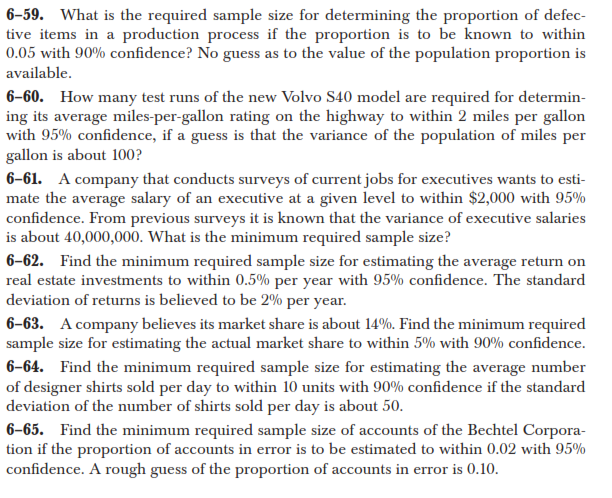 6–59. What is the required sample size for determining the proportion of defec-
tive items in a production process if the proportion is to be known to within
0.05 with 90% confidence? No guess as to the value of the population proportion is
available.
6–60. How many test runs of the new Volvo S40 model are required for determin-
ing its average miles-per-gallon rating on the highway to within 2 miles per gallon
with 95% confidence, if a guess is that the variance of the population of miles per
gallon is about 100?
6–61. A company that conducts surveys of current jobs for executives wants to esti-
mate the average salary of an executive at a given level to within $2,000 with 95%
confidence. From previous surveys it is known that the variance of executive salaries
is about 40,000,000. What is the minimum required sample size?
6–62. Find the minimum required sample size for estimating the average return on
real estate investments to within 0.5% per year with 95% confidence. The standard
deviation of returns is believed to be 2% per year.
6–63. A company believes its market share is about 14%. Find the minimum required
sample size for estimating the actual market share to within 5% with 90% confidence.
6–64. Find the minimum required sample size for estimating the average number
of designer shirts sold per day to within 10 units with 90% confidence if the standard
deviation of the number of shirts sold per day is about 50.
6–65. Find the minimum required sample size of accounts of the Bechtel Corpora-
tion if the proportion of accounts in error is to be estimated to within 0.02 with 95%
confidence. A rough guess of the proportion of accounts in error is 0.10.